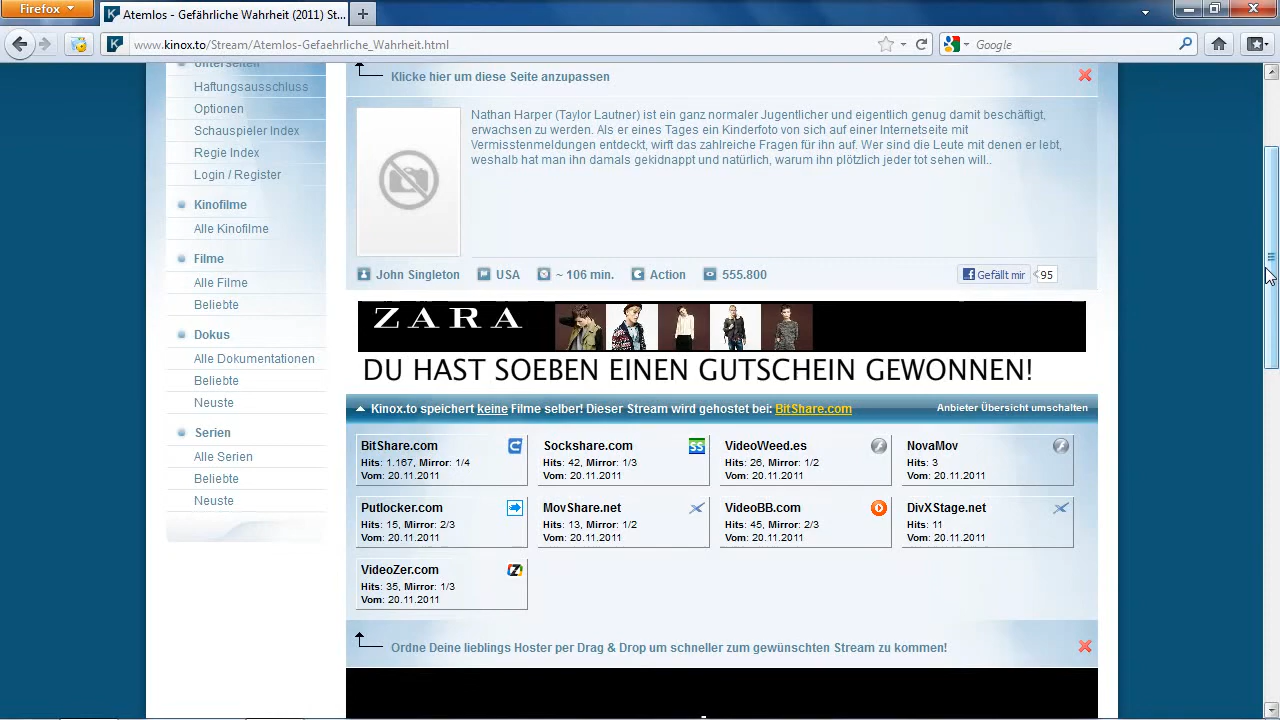 Firefox
Atemlos - Gefährliche Wahrheit (2011) St...
www.kinox.to/Stream/Atemlos-Gefaehrliche_Wahrheit.html
Google
Unterseiten
Haftungsausschluss
Optionen
Schauspieler Index
Regie Index
Login / Register
Kinofilme
Alle Kinofilme
Filme
Alle Filme
Beliebte
Dokus
Alle Dokumentationen
Beliebte
Neuste
Serien
Alle Serien
Beliebte
Neuste
Klicke hier um diese Seite anzupassen
Nathan Harper (Taylor Lautner) ist ein ganz normaler Jugentlicher und eigentlich genug damit beschäftigt,
erwachsen zu werden. Als er eines Tages ein Kinderfoto von sich auf einer Internetseite mit
Vermisstenmeldungen entdeckt, wirft das zahlreiche Fragen für ihn auf. Wer sind die Leute mit denen er lebt,
weshalb hat man ihn damals gekidnappt und natürlich, warum ihn plötzlich jeder tot sehen will..
John Singleton USA ~ 106 min. Action 555.800 Gefällt mir 95
ZARA
DU HAST SOEBEN EINEN GUTSCHEIN GEWONNEN!
Kinox.to speichert keine Filme selber! Dieser Stream wird gehostet bei: BitShare.com Anbieter Übersicht umschalten
BitShare.com
Hits: 1.167, Mirror: 1/4
Vom: 20.11.2011
Sockshare.com SS
Hits: 42, Mirror: 1/3
Vom: 20.11.2011
VideoWeed.es
Hits: 26, Mirror: 1/2
Vom: 20.11.2011
NovaMov
Hits: 3
Vom: 20.11.2011
Putlocker.com
Hits: 15, Mirror: 2/3
Vom: 20.11.2011
MovShare.net
Hits: 13, Mirror: 1/2
Vom: 20.11.2011
VideoBB.com
Hits: 45, Mirror: 2/3
Vom: 20.11.2011
DivXStage.net
Hits: 11
Vom: 20.11.2011
VideoZer.com
Hits: 35, Mirror: 1/3
Vom: 20.11.2011
Ordne Deine lieblings Hoster per Drag & Drop um schneller zum gewünschten Stream zu kommen!